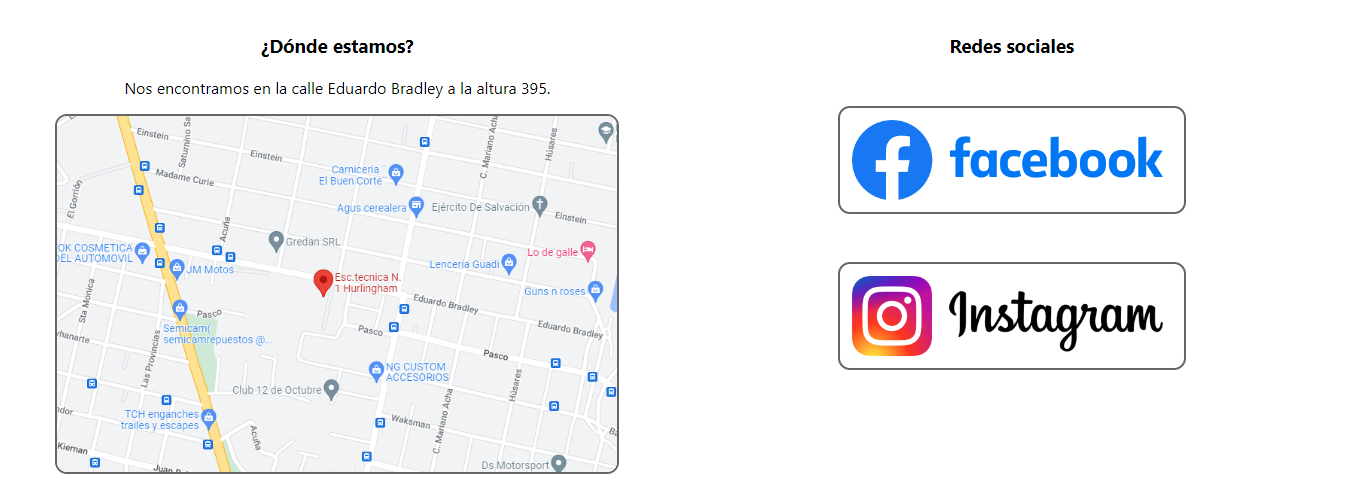 ¿Dónde estamos?
Nos encontramos en la calle Eduardo Bradley a la altura 395.
Einstein
Saturnino Sa
Einstein
C. Mariano Acha
Húsares
Madame Curie
Carniceria
El Buen Corte¨
El Gorrión
Agus cerealera
Ejército De Salvación
Einstein
Acuña
Gredan SRL
OK COSMETICA
DEL AUTOMOVIL
JM Motos
Lo de galle
Lencería Guadi
Esc.tecnica N.
1 Hurlingham
Guns n roses
Sta Monica
Eduardo Bradley
Pasco
Eduardo Bradley
Semicam(
semicamrepuestos @...
Pasco
yhanarte
Pasco
Las Provincias
NG CUSTOM
ACCESORIOS
Húsares
Club 12 de Octubre
C. Mariano Acha
TCH enganches
trailes y escapes
Waksman
ndor
Acuña
Kiernan
Ds Motorsport
Redes sociales
facebook
Instagram